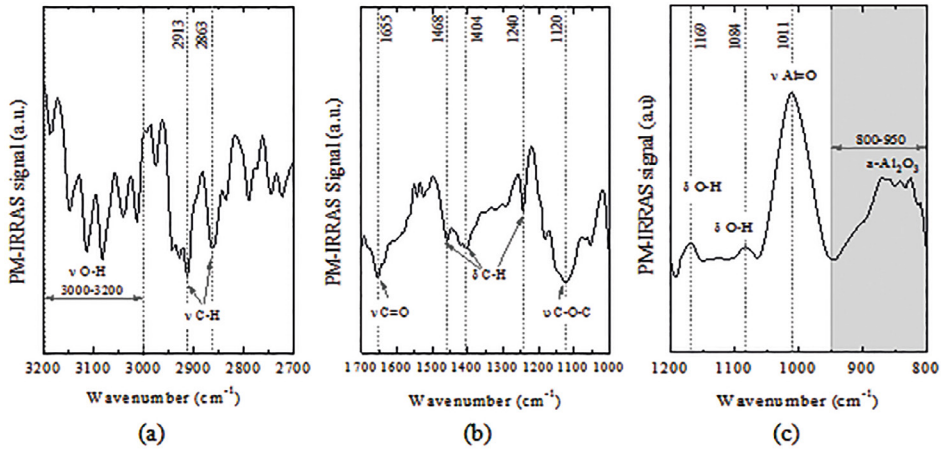 2913
2863
PM-IRRAS signal (a.u.)
ν O-H
3000-3200
ν C-H
3200 3100 3000 2900 2800 2700
Wavenumber (cm⁻¹)
(a)
1655
1468
1404
1240
1120
PM-IRRAS signal (a.u.)
δ C-H
ν C=O
υ C-O-C
1700 1600 1500 1400 1300 1200 1100 1000
Wavenumber (cm⁻¹)
(b)
1169
1084
1011
PM-IRRAS signal (a.u)
ν Al=O
800-950
a-Al₂O₃
δ O-H
δ O-H
1200 1100 1000 900 800
Wavenumber (cm⁻¹)
(c)